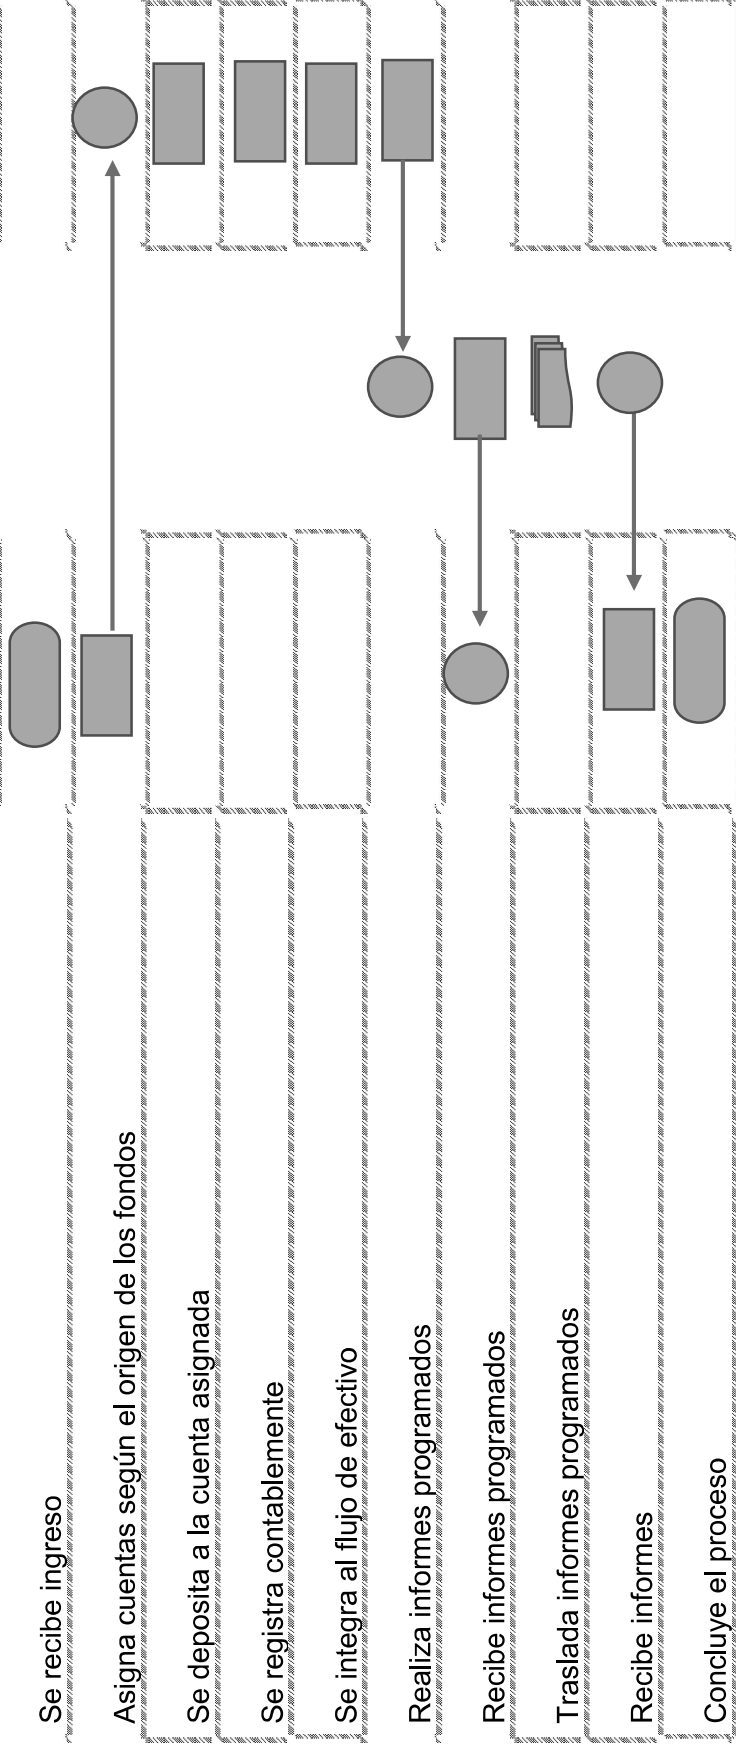 Se recibe ingreso
Asigna cuentas según el origen de los fondos
Se deposita a la cuenta asignada
Se registra contablemente
Se integra al flujo de efectivo
Realiza informes programados
Recibe informes programados
Traslada informes programados
Recibe informes
Concluye el proceso